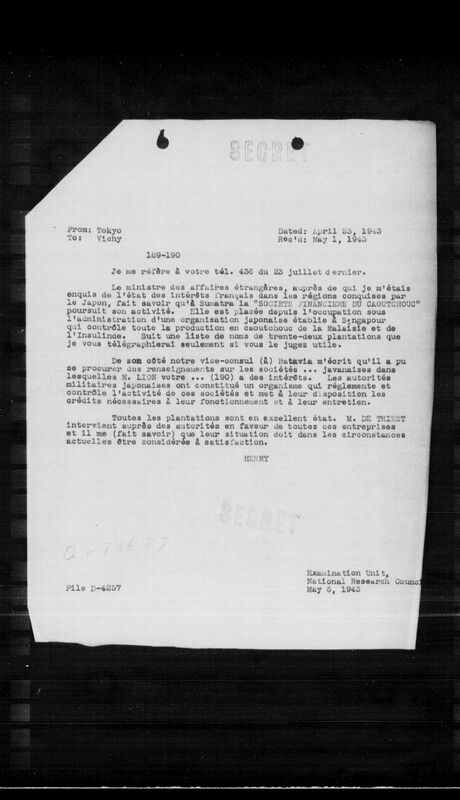 SECRET
From: Tokyo Dated: April 23, 1943
To: Vichy Rec'd: May 1, 1943
189-190
Je me réfère à votre tél. 436 du 23 juillet dernier.
Le ministre des affaires étrangères, auprès de qui je m'étais
enquis de l'état des intérêts français dans les régions conquises par
le Japon, fait savoir qu'à Sumatra la "SOCIETE FINANCIERE DU CAOUTCHOUC"
poursuit son activité. Elle est placée depuis l'occupation sous
l'administration d'une organisation japonaise établie à Singapour
qui contrôle toute la production en caoutchouc de la Malaisie et de
l'Insulinde. Suit une liste de noms de trente-deux plantations que
je vous télégraphierai seulement si vous le jugez utile.
De son côté notre vice-consul (à) Batavia m'écrit qu'il a pu
se procurer des renseignements sur les sociétés ... javanaises dans
lesquelles M. LION votre ... (190) a des intérêts. Les autorités
militaires japonaises ont constitué un organisme qui réglemente et
contrôle l'activité de ces sociétés et met à leur disposition les
crédits nécessaires à leur fonctionnement et à leur entretien.
Toutes les plantations sont en excellent état. M. DE THIEST
intervient auprès des autorités en faveur de toutes ces entreprises
et il me (fait savoir) que leur situation doit dans les circonstances
actuelles être considérée à satisfaction.
HENRY
SECRET
Examination Unit,
National Research Counci
File D-4257 May 6, 1943